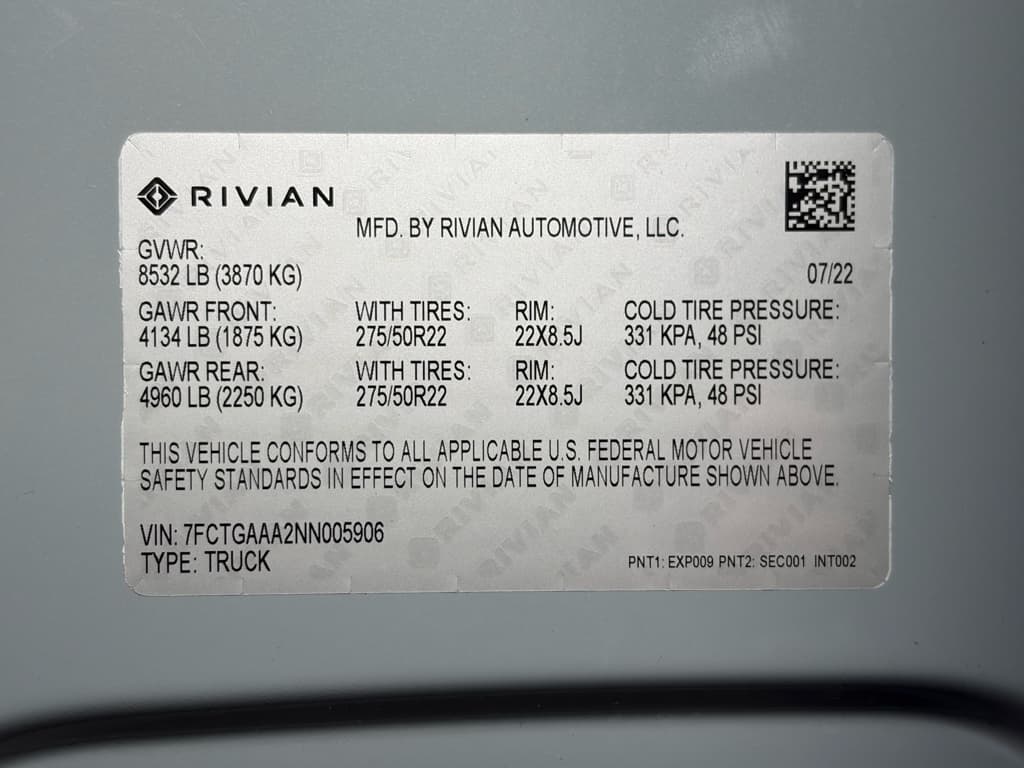 RIVIAN
MFD. BY RIVIAN AUTOMOTIVE, LLC.
GVWR:
8532 LB (3870 KG) 07/22
GAWR FRONT: WITH TIRES: RIM: COLD TIRE PRESSURE:
4134 LB (1875 KG) 275/50R22 22X8.5J 331 KPA, 48 PSI
GAWR REAR: WITH TIRES: RIM: COLD TIRE PRESSURE:
4960 LB (2250 KG) 275/50R22 22X8.5J 331 KPA, 48 PSI
THIS VEHICLE CONFORMS TO ALL APPLICABLE U.S. FEDERAL MOTOR VEHICLE
SAFETY STANDARDS IN EFFECT ON THE DATE OF MANUFACTURE SHOWN ABOVE.
VIN: 7FCTGAAA2NN005906
TYPE: TRUCK PNT1: EXP009 PNT2: SEC001 INT002